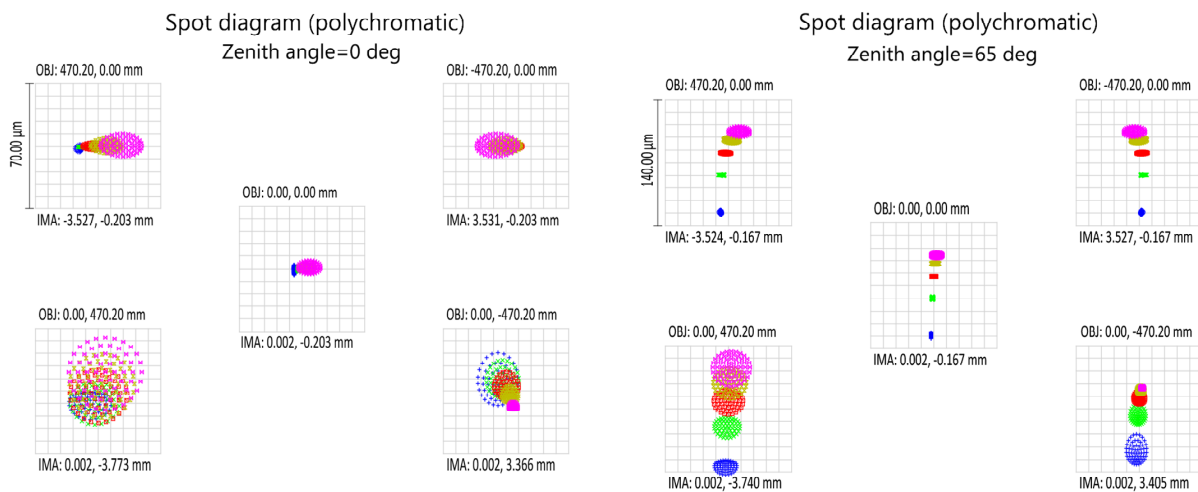 Spot diagram (polychromatic)
Zenith angle=0 deg
OBJ: 470.20, 0.00 mm
OBJ: -470.20, 0.00 mm
70.00 µm
IMA: -3.527, -0.203 mm
IMA: 3.531, -0.203 mm
OBJ: 0.00, 0.00 mm
IMA: 0.002, -0.203 mm
OBJ: 0.00, 470.20 mm
OBJ: 0.00, -470.20 mm
IMA: 0.002, -3.773 mm
IMA: 0.002, 3.366 mm
Spot diagram (polychromatic)
Zenith angle=65 deg
OBJ: 470.20, 0.00 mm
OBJ: -470.20, 0.00 mm
140.00 µm
IMA: -3.524, -0.167 mm
IMA: 3.527, -0.167 mm
OBJ: 0.00, 0.00 mm
IMA: 0.002, -0.167 mm
OBJ: 0.00, 470.20 mm
OBJ: 0.00, -470.20 mm
IMA: 0.002, -3.740 mm
IMA: 0.002, 3.405 mm